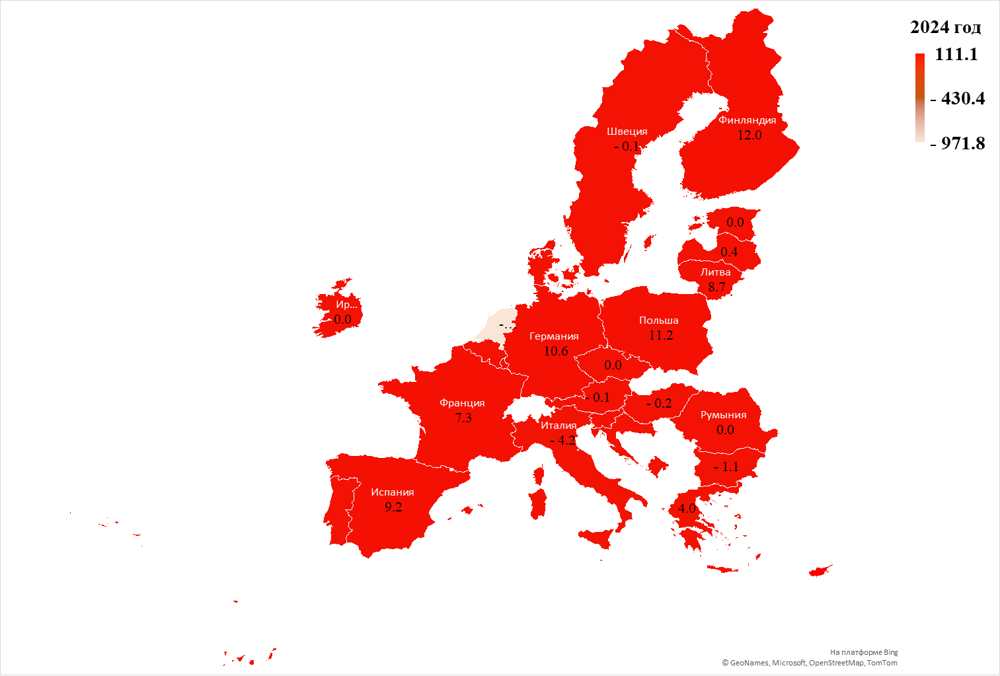 2024 год
111.1
- 430.4
- 971.8
Финляндия
12.0
Швеция
- 0.1
0.0
0.4
Литва
8.7
Ир...
0.0
-...
Польша
11.2
Германия
10.6
0.0
- 0.1
- 0.2
Франция
7.3
Румыния
0.0
Италия
- 4.2
- 1.1
Испания
9.2
4.0
На платформе Bing
© GeoNames, Microsoft, OpenStreetMap, TomTom